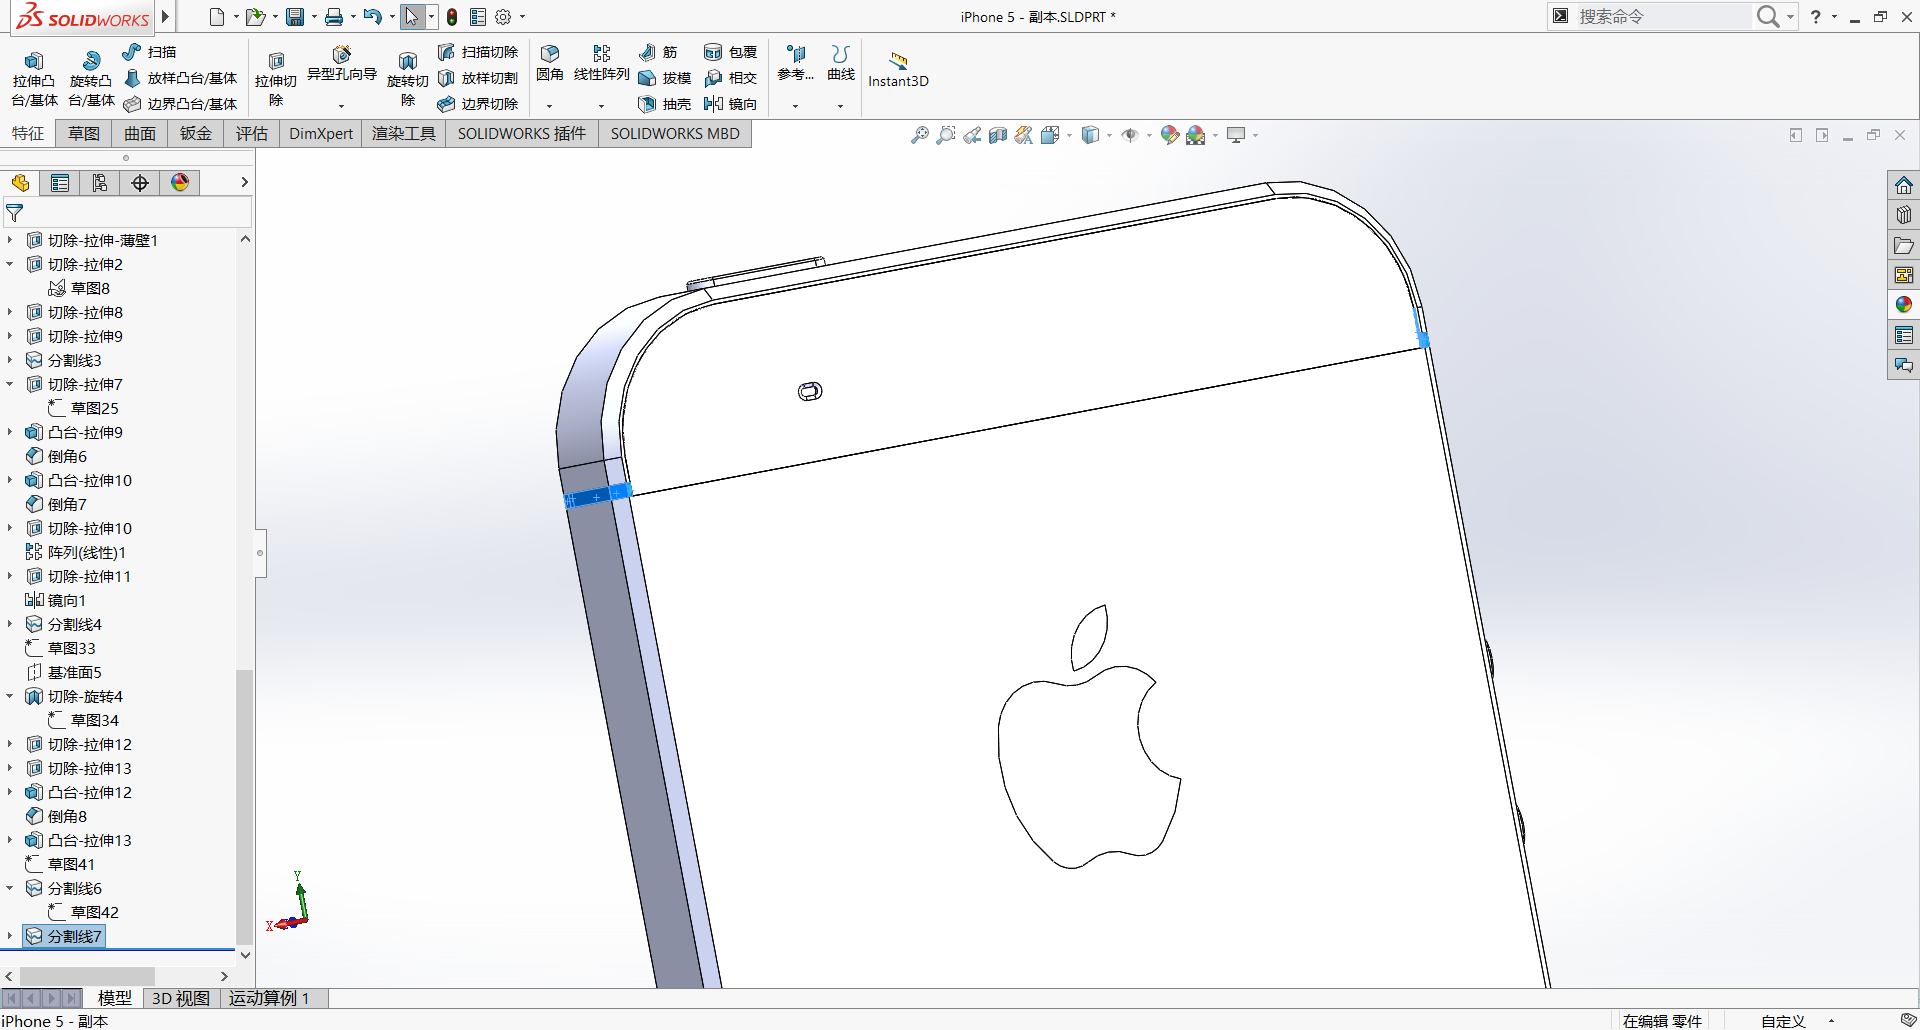 SOLIDWORKS
iPhone 5 - 副本.SLDPRT *
搜索命令
?
拉伸凸台/基体
旋转凸台/基体
扫描
放样凸台/基体
边界凸台/基体
拉伸切除
异型孔向导
旋转切除
扫描切除
放样切割
边界切除
圆角
线性阵列
筋
拔模
抽壳
包覆
相交
镜向
参考...
曲线
Instant3D
特征
草图
曲面
钣金
评估
DimXpert
渲染工具
SOLIDWORKS 插件
SOLIDWORKS MBD
切除-拉伸-薄壁1
切除-拉伸2
草图8
切除-拉伸8
切除-拉伸9
分割线3
切除-拉伸7
草图25
凸台-拉伸9
倒角6
凸台-拉伸10
倒角7
切除-拉伸10
阵列(线性)1
切除-拉伸11
镜向1
分割线4
草图33
基准面5
切除-旋转4
草图34
切除-拉伸12
切除-拉伸13
凸台-拉伸12
倒角8
凸台-拉伸13
草图41
分割线6
草图42
分割线7
Y
X
模型
3D 视图
运动算例 1
iPhone 5 - 副本
在编辑 零件
自定义